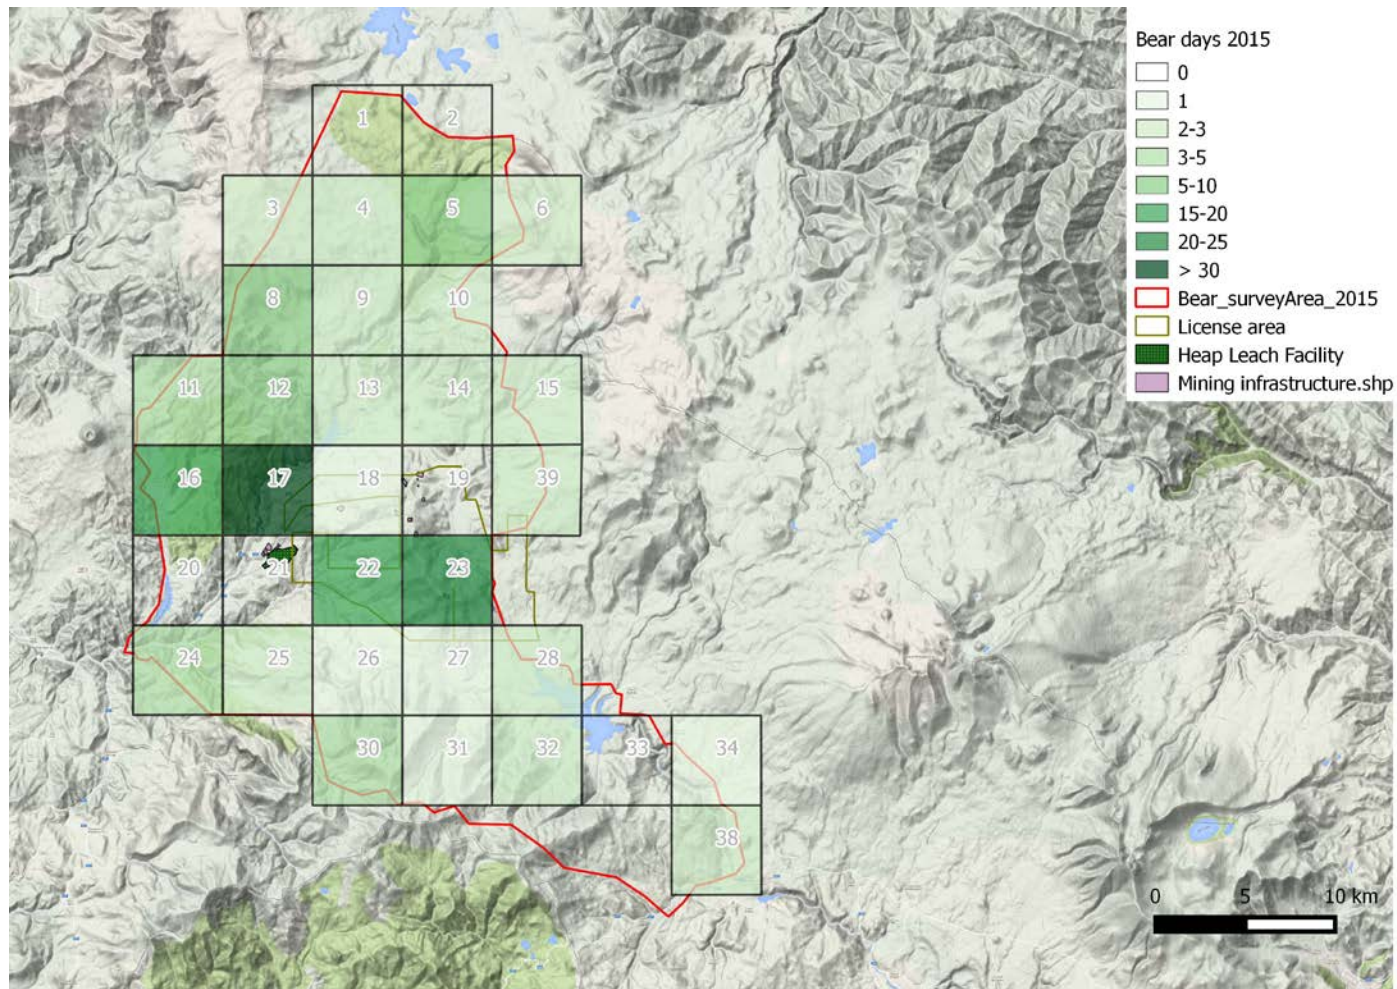 Bear days 2015
0
1
2-3
3-5
5-10
15-20
20-25
> 30
Bear_surveyArea_2015
License area
Heap Leach Facility
Mining infrastructure.shp
1 2
3 4 5 6
8 9 10
11 12 13 14 15
16 17 18 19 39
20 21 22 23
24 25 26 27 28
30 31 32 33 34
38
0 5 10 km